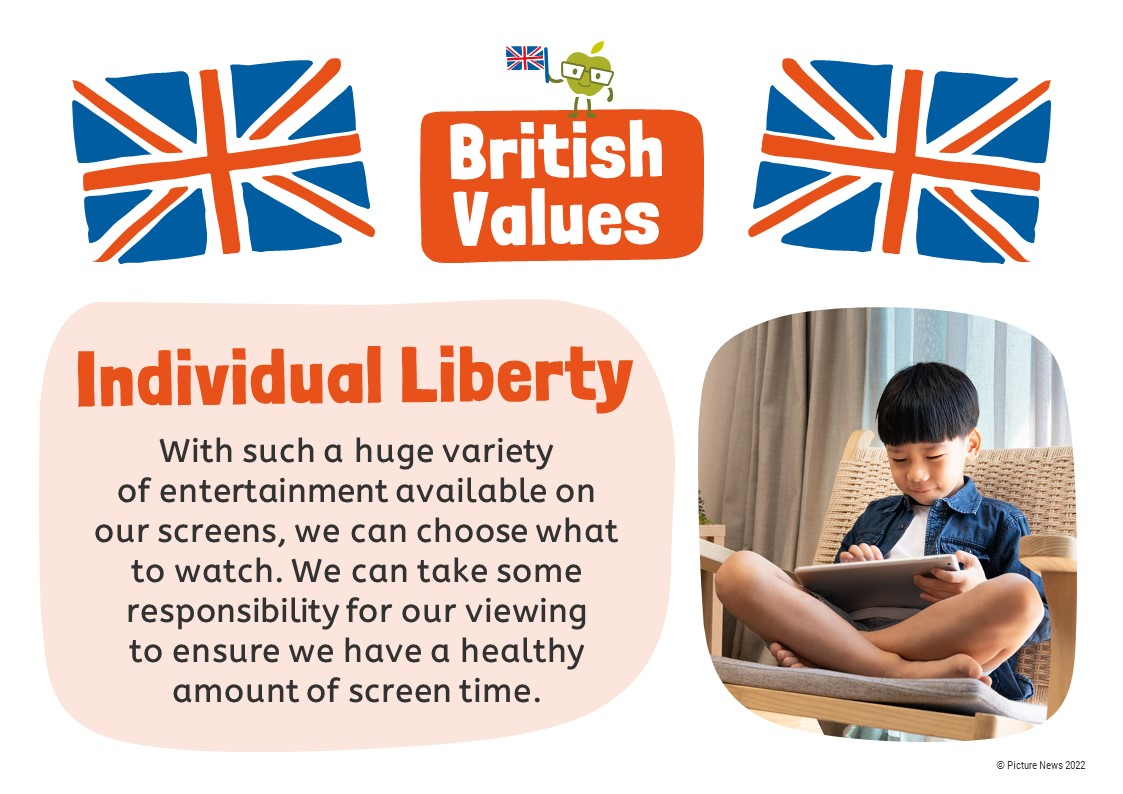 British
Values
Individual Liberty
With such a huge variety
of entertainment available on
our screens, we can choose what
to watch. We can take some
responsibility for our viewing
to ensure we have a healthy
amount of screen time.
© Picture News 2022